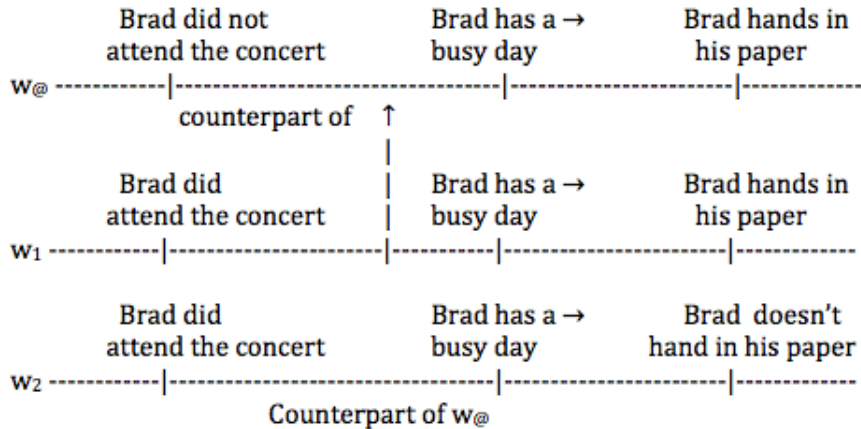 Brad did not Brad has a → Brad hands in
attend the concert busy day his paper
w@ ------------|-----------------------------------|------------------------|-------------
counterpart of ↑
|
Brad did | Brad has a → Brad hands in
attend the concert | busy day his paper
w1 ------------|-----------------------|-----------|------------------------|-------------
Brad did Brad has a → Brad doesn't
attend the concert busy day hand in his paper
w2 ------------|-----------------------------------|------------------------|-------------
Counterpart of w@